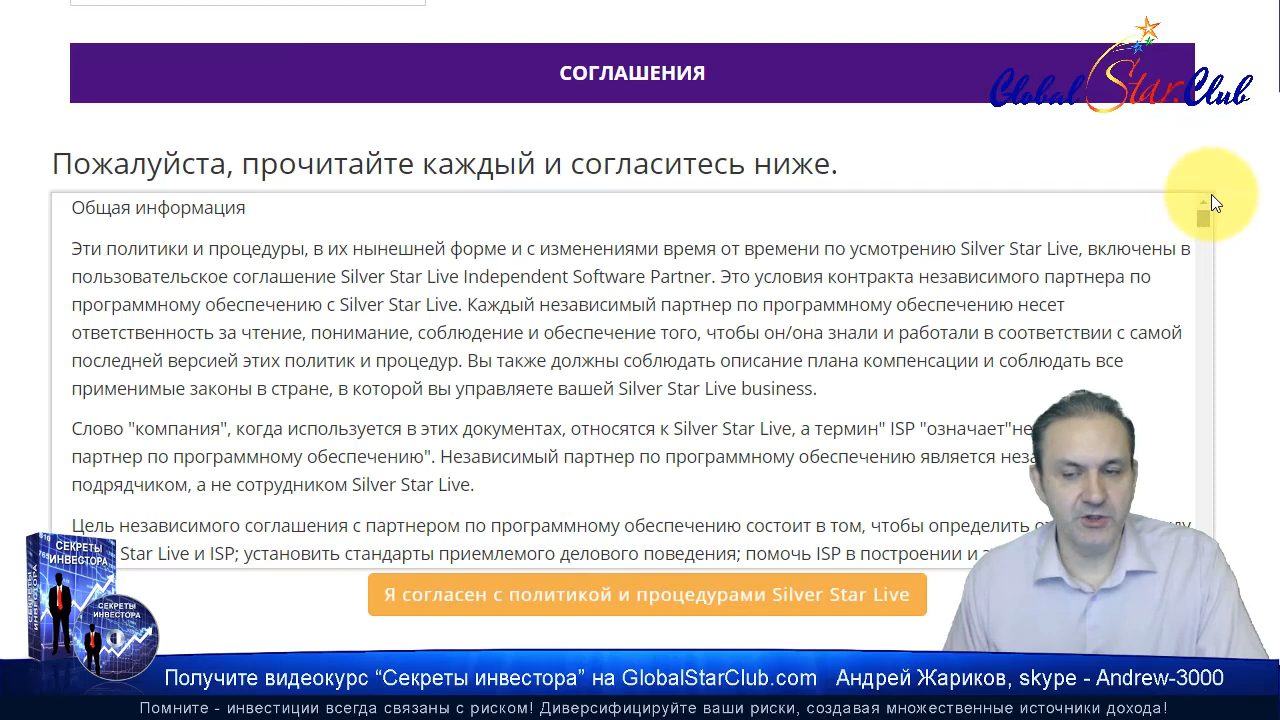 СОГЛАШЕНИЯ
Global Star.Club
Пожалуйста, прочитайте каждый и согласитесь ниже.
Общая информация
Эти политики и процедуры, в их нынешней форме и с изменениями время от времени по усмотрению Silver Star Live, включены в
пользовательское соглашение Silver Star Live Independent Software Partner. Это условия контракта независимого партнера по
программному обеспечению с Silver Star Live. Каждый независимый партнер по программному обеспечению несет
ответственность за чтение, понимание, соблюдение и обеспечение того, чтобы он/она знали и работали в соответствии с самой
последней версией этих политик и процедур. Вы также должны соблюдать описание плана компенсации и соблюдать все
применимые законы в стране, в которой вы управляете вашей Silver Star Live business.
Слово "компания", когда используется в этих документах, относятся к Silver Star Live, а термин" ISP "означает"не
партнер по программному обеспечению". Независимый партнер по программному обеспечению является неза
подрядчиком, а не сотрудником Silver Star Live.
Цель независимого соглашения с партнером по программному обеспечению состоит в том, чтобы определить
Star Live и ISP; установить стандарты приемлемого делового поведения; помочь ISP в построении и
Я согласен с политикой и процедурами Silver Star Live
СЕКРЕТЫ
ИНВЕСТОРА
СЕКРЕТЫ
ИНВЕСТОРА
СЕКРЕТЫ
ИНВЕСТОРА
Получите видеокурс “Секреты инвестора” на GlobalStarClub.com Андрей Жариков, skype - Andrew-3000
Помните - инвестиции всегда связаны с риском! Диверсифицируйте ваши риски, создавая множественные источники дохода!